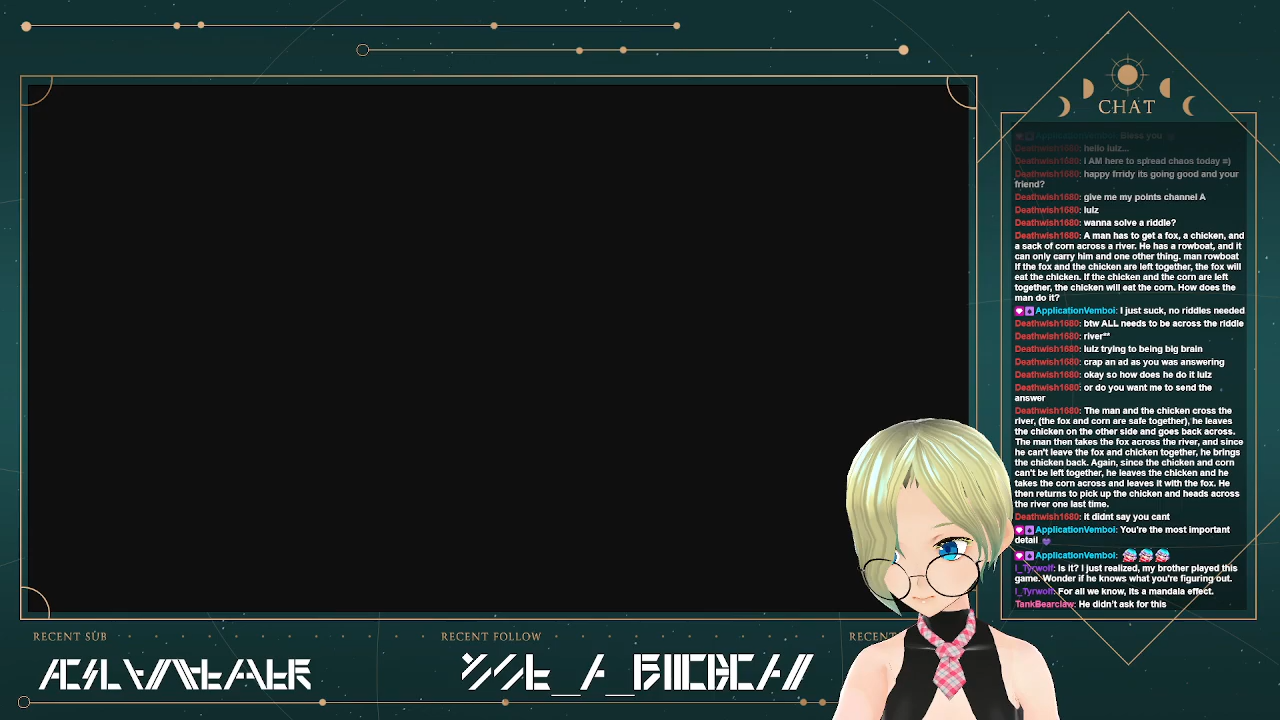 CHAT
ApplicationVemboi: Bless you
Deathwish1680: hello lulz...
Deathwish1680: i AM here to spread chaos today =)
Deathwish1680: happy frridy its going good and your
friend?
Deathwish1680: give me my points channel A
Deathwish1680: lulz
Deathwish1680: wanna solve a riddle?
Deathwish1680: A man has to get a fox, a chicken, and
a sack of corn across a river. He has a rowboat, and it
can only carry him and one other thing. man rowboat
If the fox and the chicken are left together, the fox will
eat the chicken. If the chicken and the corn are left
together, the chicken will eat the corn. How does the
man do it?
ApplicationVemboi: I just suck, no riddles needed
Deathwish1680: btw ALL needs to be across the riddle
Deathwish1680: river**
Deathwish1680: lulz trying to being big brain
Deathwish1680: crap an ad as you was answering
Deathwish1680: okay so how does he do it lulz
Deathwish1680: or do you want me to send the
answer
Deathwish1680: The man and the chicken cross the
river, (the fox and corn are safe together), he leaves
the chicken on the other side and goes back across.
The man then takes the fox across the river, and since
he can't leave the fox and chicken together, he brings
the chicken back. Again, since the chicken and corn
can't be left together, he leaves the chicken and he
takes the corn across and leaves it with the fox. He
then returns to pick up the chicken and heads across
the river one last time.
Deathwish1680: it didnt say you cant
ApplicationVemboi: You're the most important
detail
ApplicationVemboi:
I_Tyrwolf: Is it? I just realized, my brother played this
game. Wonder if he knows what you're figuring out.
I_Tyrwolf: For all we know, its a mandala effect.
TankBearclaw: He didn't ask for this
RECENT SUB
RECENT FOLLOW
RECENT